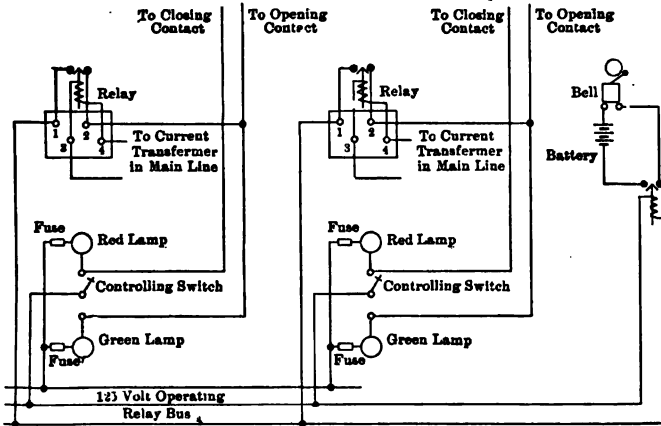 To Closing
Contact
To Opening
Contact
To Closing
Contact
To Opening
Contact
Relay
1
2
3
4
To Current
Transfermer
in Main Line
Relay
1
2
3
4
To Current
Transfermer
in Main Line
Bell
Battery
Fuse
Red Lamp
Controlling Switch
Green Lamp
Fuse
Fuse
Red Lamp
Controlling Switch
Green Lamp
Fuse
125 Volt Operating
Relay Bus